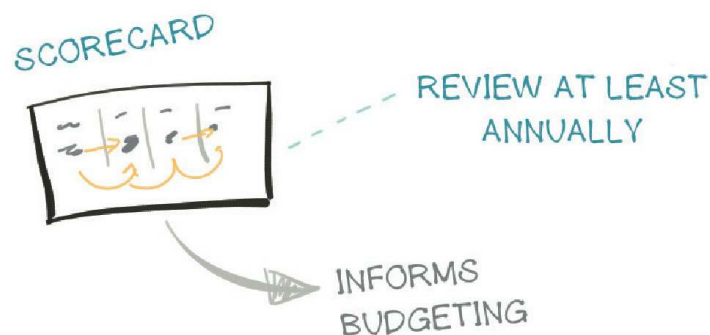 SCORECARD
REVIEW AT LEAST
ANNUALLY
INFORMS
BUDGETING